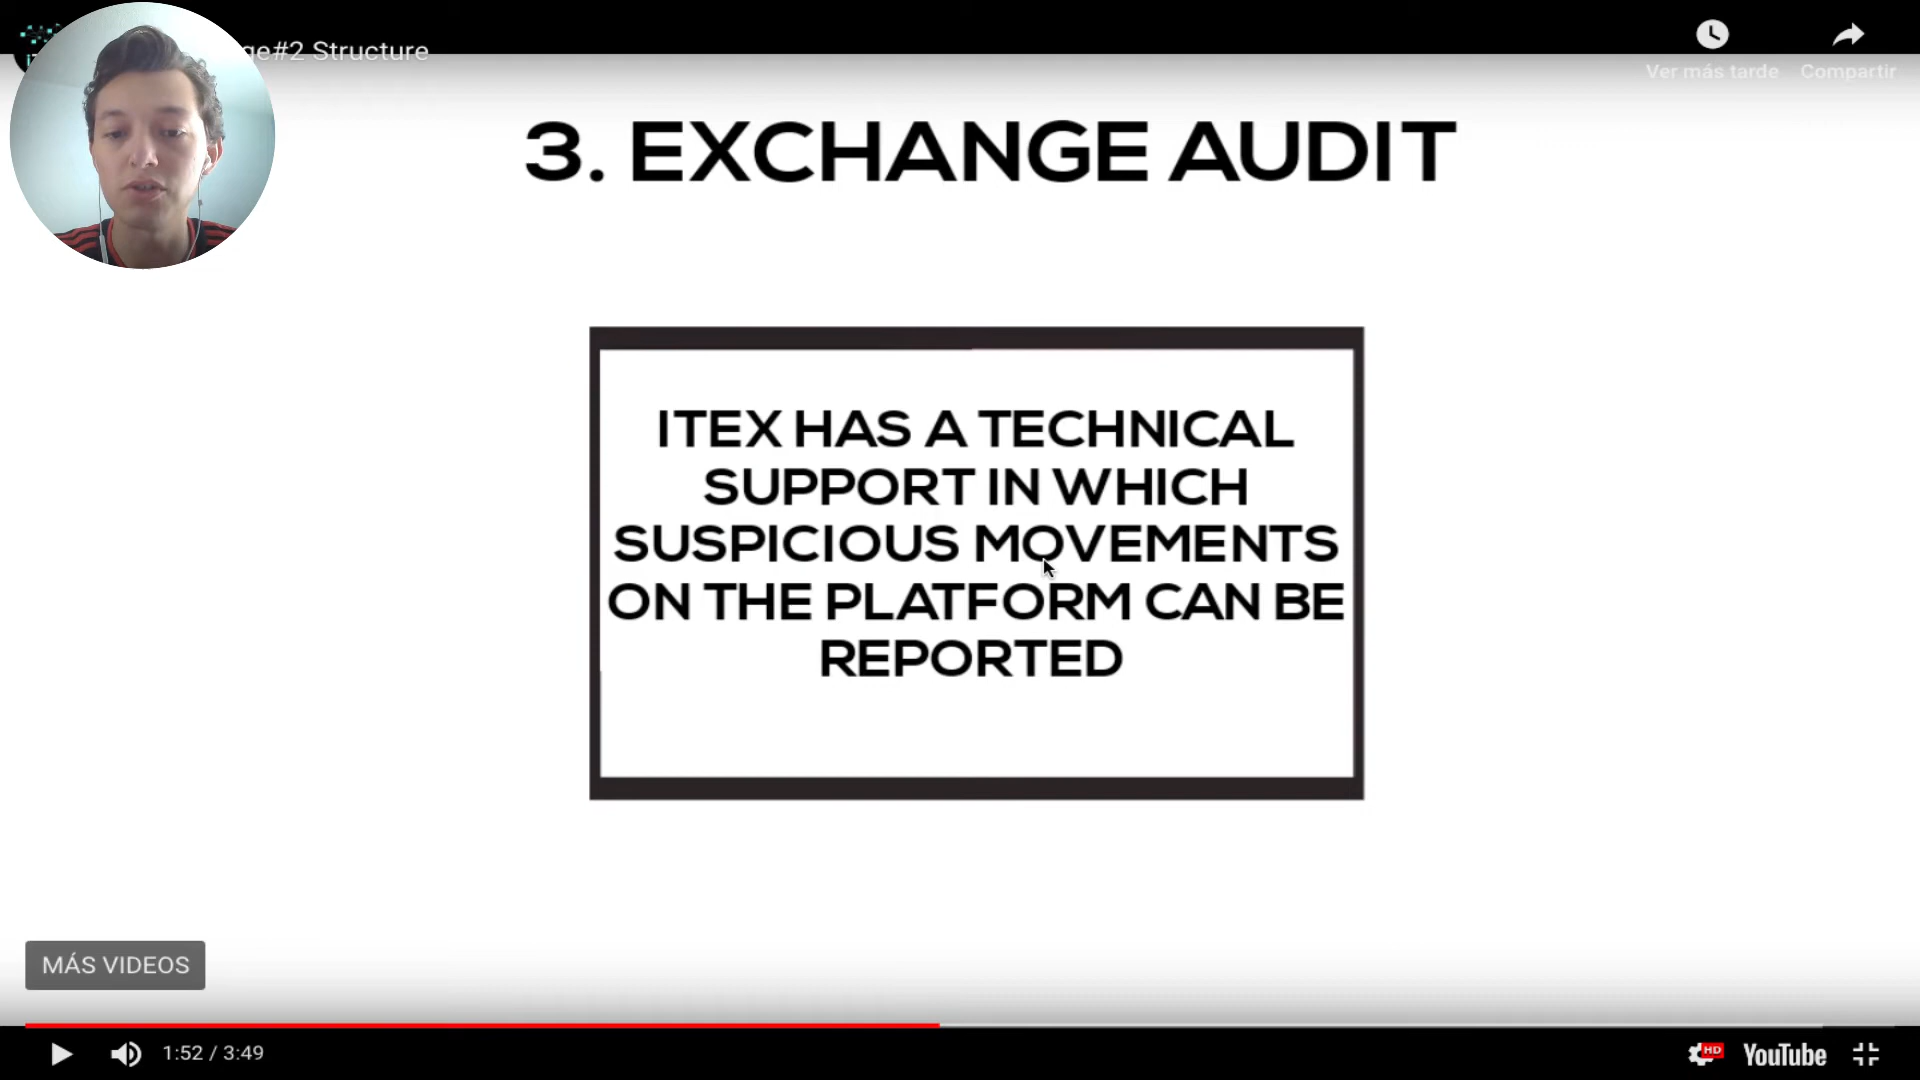 #2 Structure
Ver más tarde
Compartir
3. EXCHANGE AUDIT
ITEX HAS A TECHNICAL
SUPPORT IN WHICH
SUSPICIOUS MOVEMENTS
ON THE PLATFORM CAN BE
REPORTED
MÁS VIDEOS
1:52 / 3:49
HD
YouTube